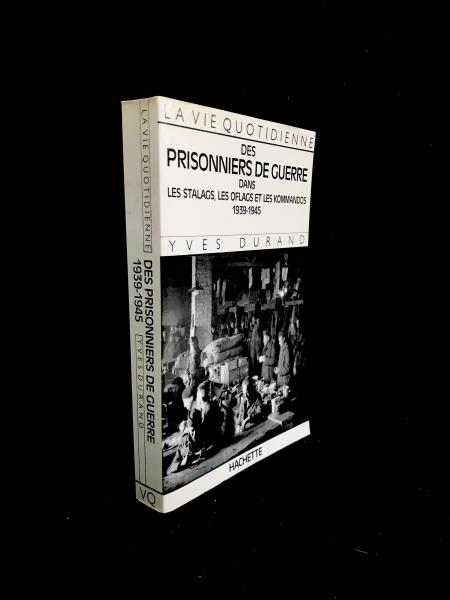 LA VIE QUOTIDIENNE
DES
PRISONNIERS DE GUERRE
DANS
LES STALAGS, LES OFLAGS ET LES KOMMANDOS
1939-1945
YVES DURAND
HACHETTE
LA VIE QUOTIDIENNE
DES PRISONNIERS DE GUERRE
1939-1945
YVES DURAND
VQ